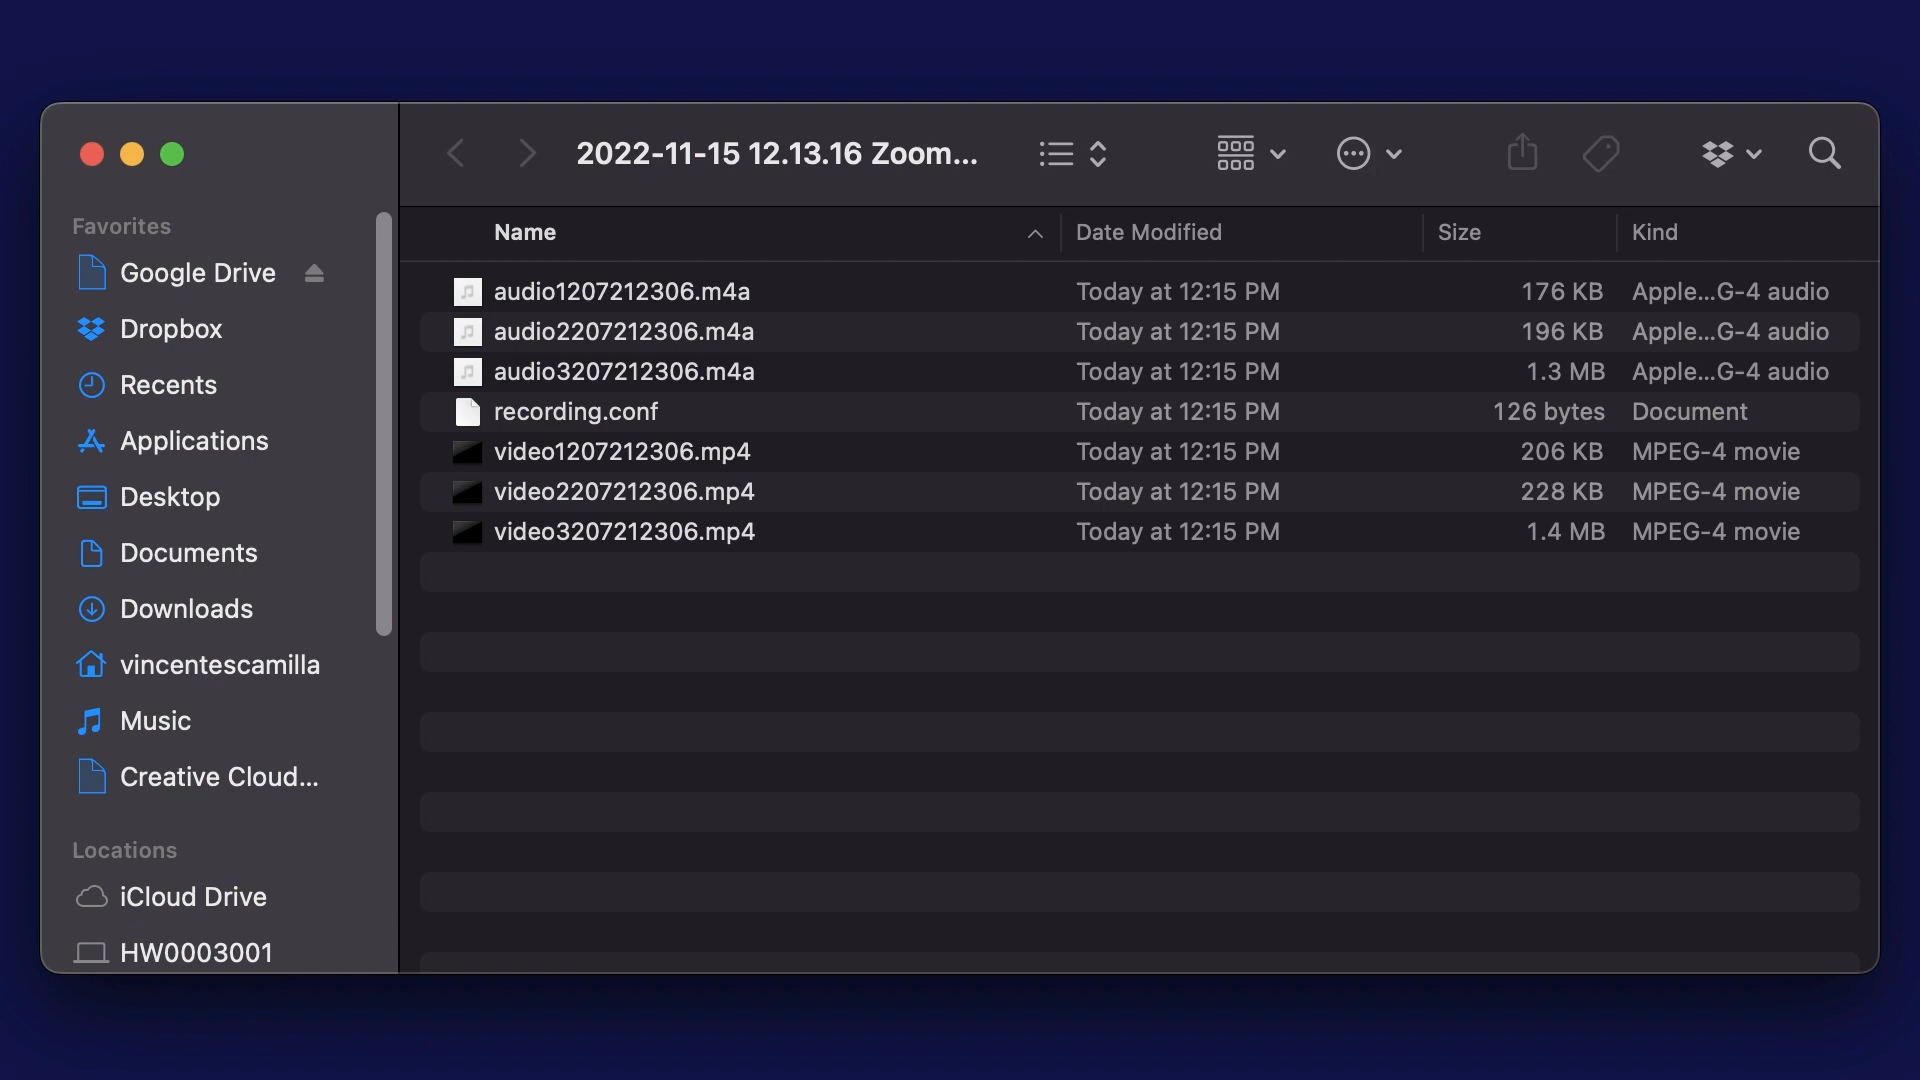 2022-11-15 12.13.16 Zoom...
Favorites
Google Drive
Dropbox
Recents
Applications
Desktop
Documents
Downloads
vincentescamilla
Music
Creative Cloud...
Locations
iCloud Drive
HW0003001
Name Date Modified Size Kind
audio1207212306.m4a Today at 12:15 PM 176 KB Apple...G-4 audio
audio2207212306.m4a Today at 12:15 PM 196 KB Apple...G-4 audio
audio3207212306.m4a Today at 12:15 PM 1.3 MB Apple...G-4 audio
recording.conf Today at 12:15 PM 126 bytes Document
video1207212306.mp4 Today at 12:15 PM 206 KB MPEG-4 movie
video2207212306.mp4 Today at 12:15 PM 228 KB MPEG-4 movie
video3207212306.mp4 Today at 12:15 PM 1.4 MB MPEG-4 movie